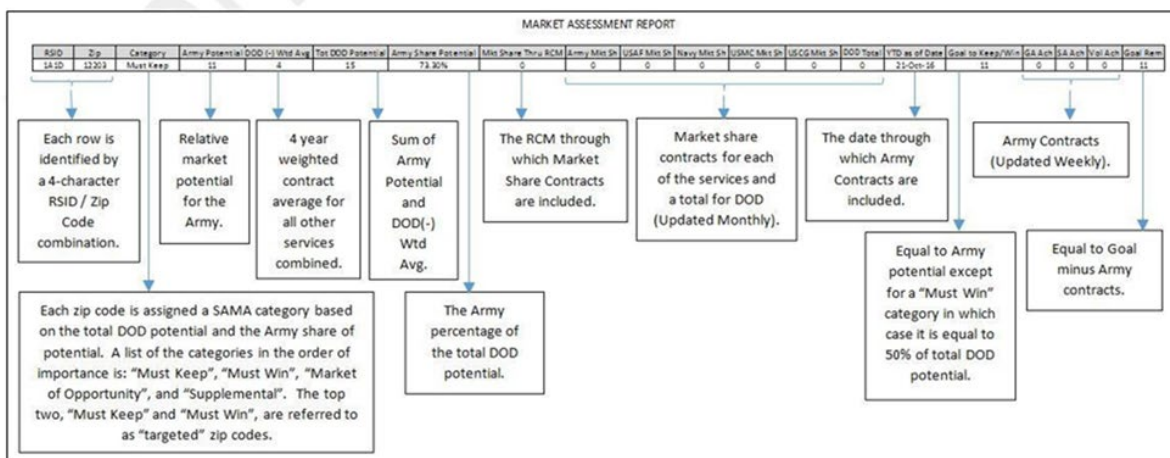 MARKET ASSESSMENT REPORT
RSID Zip Category Army Potential DOD (-) Wtd Avg Tot DOD Potential Army Share Potential Mkt Share Thru RCM Army Mkt Sh USAF Mkt Sh Navy Mkt Sh USMC Mkt Sh USCG Mkt Sh DOD Total YTD as of Date Goal to Keep/Win GA Ach SA Ach Vol Ach Goal Rem
1A1D 12203 Must Keep 11 4 15 73.30% 0 0 0 0 0 0 0 21-Oct-16 11 0 0 0 11
Each row is
identified by
a 4-character
RSID / Zip
Code
combination.
Relative
market
potential
for the
Army.
4 year
weighted
contract
average for
all other
services
combined.
Sum of
Army
Potential
and
DOD(-)
Wtd
Avg.
The RCM through
which Market
Share Contracts
are included.
Market share
contracts for each
of the services and
a total for DOD
(Updated Monthly).
The date through
which Army
Contracts are
included.
Army Contracts
(Updated Weekly).
Each zip code is assigned a SAMA category based
on the total DOD potential and the Army share of
potential. A list of the categories in the order of
importance is: “Must Keep”, “Must Win”, “Market
of Opportunity”, and “Supplemental”. The top
two, “Must Keep” and “Must Win”, are referred to
as “targeted” zip codes.
The Army
percentage of
the total DOD
potential.
Equal to Army
potential except
for a “Must Win”
category in which
case it is equal to
50% of total DOD
potential.
Equal to Goal
minus Army
contracts.